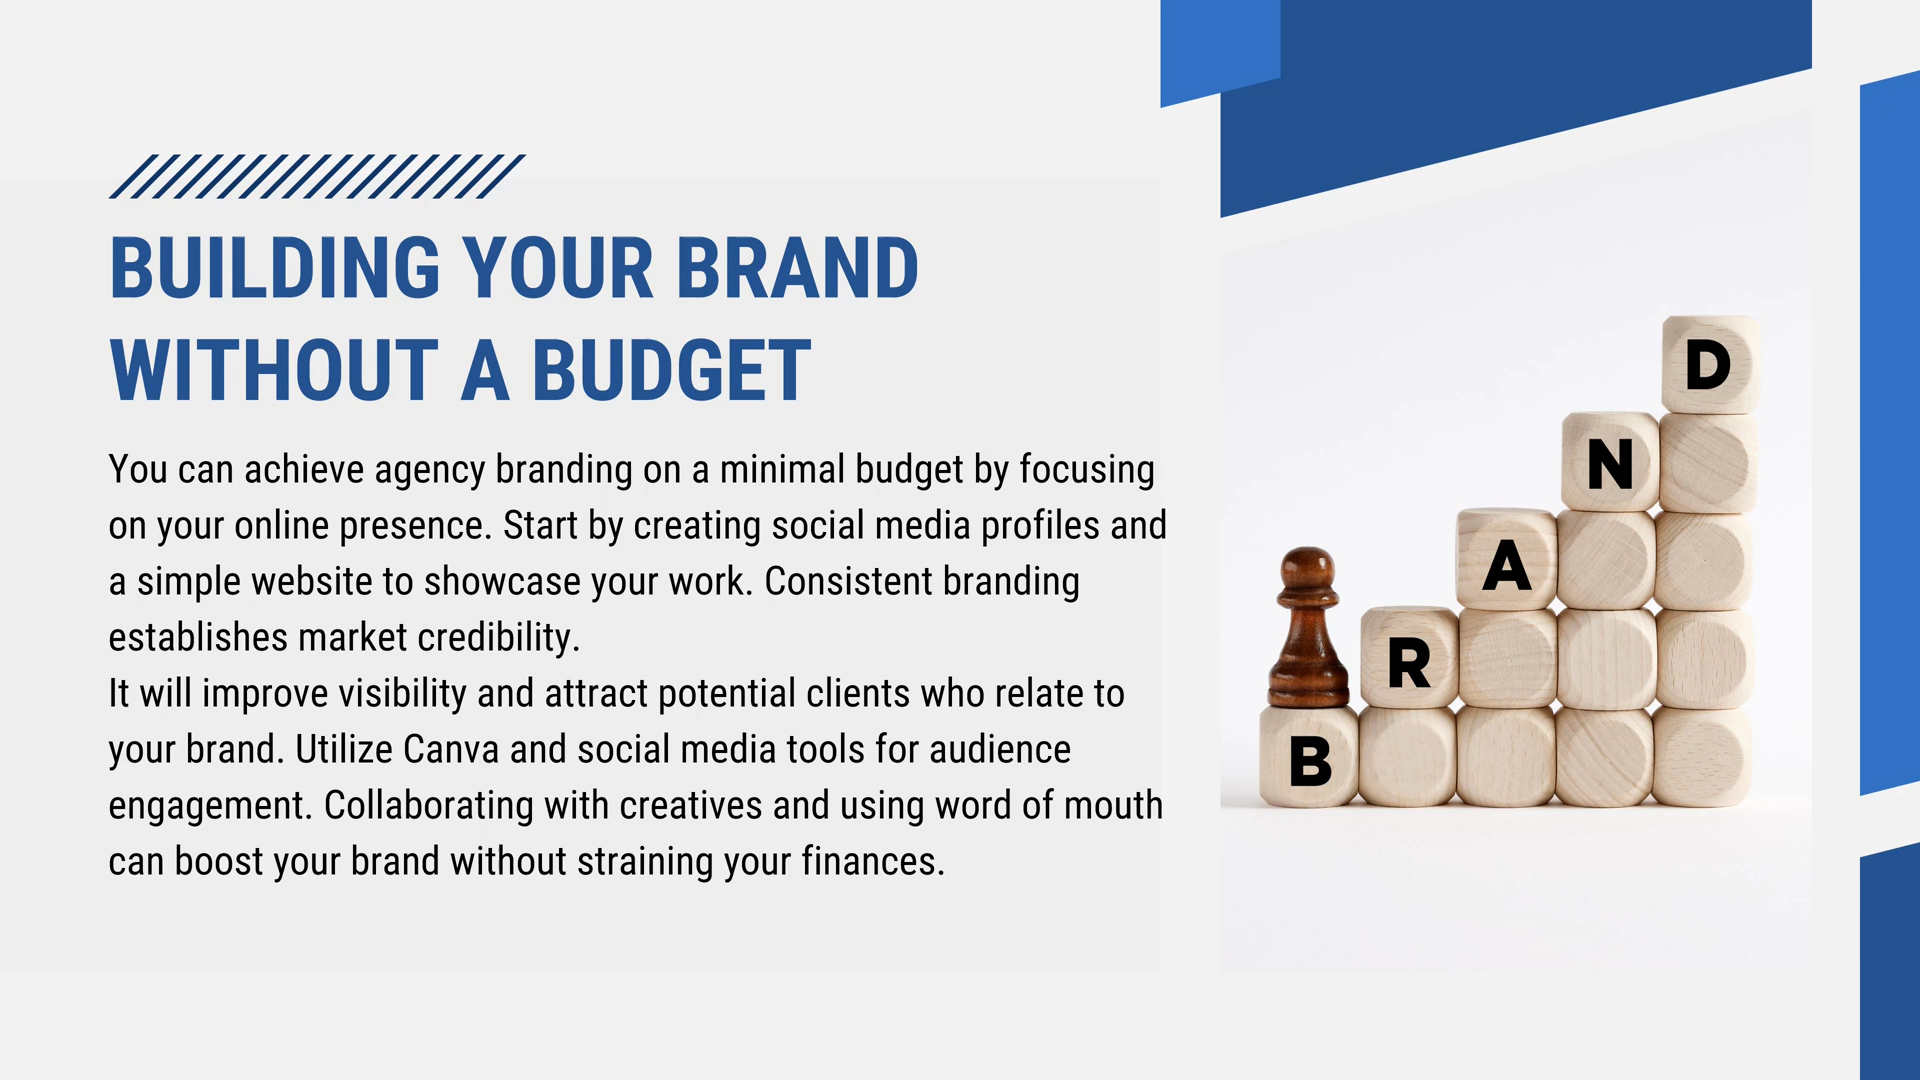 BUILDING YOUR BRAND
WITHOUT A BUDGET
You can achieve agency branding on a minimal budget by focusing
on your online presence. Start by creating social media profiles and
a simple website to showcase your work. Consistent branding
establishes market credibility.
It will improve visibility and attract potential clients who relate to
your brand. Utilize Canva and social media tools for audience
engagement. Collaborating with creatives and using word of mouth
can boost your brand without straining your finances.
B R A N D